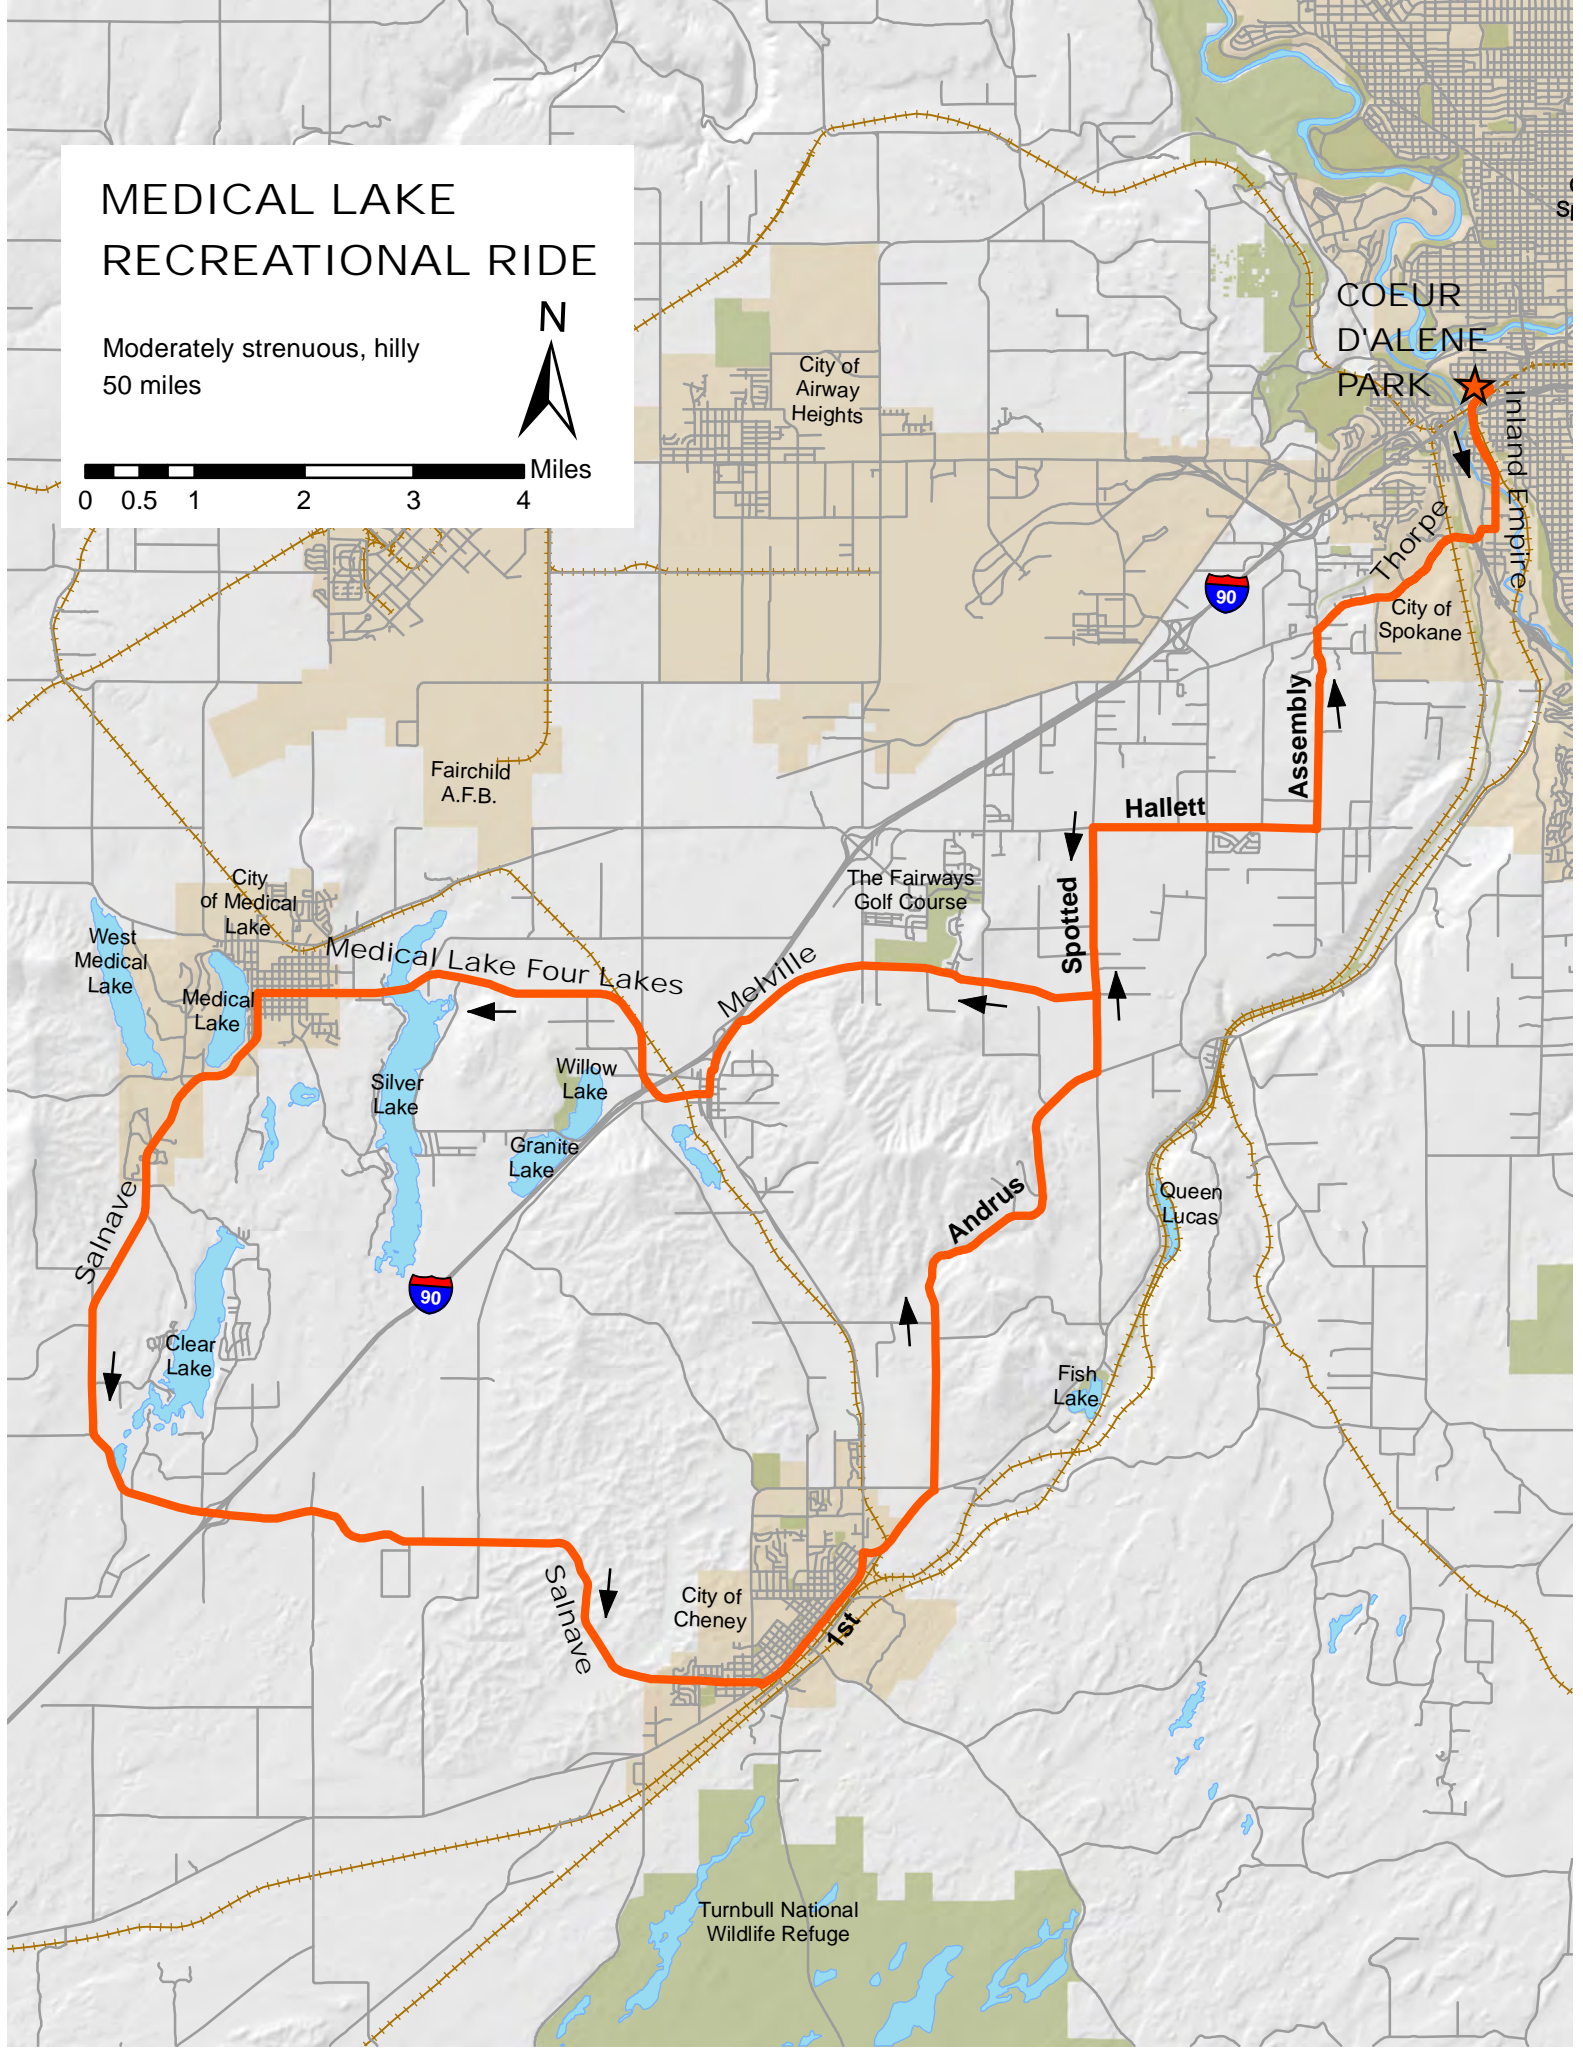 MEDICAL LAKE
RECREATIONAL RIDE
N
Moderately strenuous, hilly
50 miles
Miles
0 0.5 1 2 3 4
COEUR
D'ALENE
PARK
Inland Empire
Thorpe
City of
Spokane
City of
Airway
Heights
90
Assembly
Hallett
Spotted
Fairchild
A.F.B.
The Fairways
Golf Course
City
of Medical
Lake
West
Medical
Lake
Medical
Lake
Medical Lake Four Lakes
Melville
Silver
Lake
Willow
Lake
Granite
Lake
Salnave
Andrus
Queen
Lucas
90
Clear
Lake
Fish
Lake
Salnave
City of
Cheney
1st
Turnbull National
Wildlife Refuge